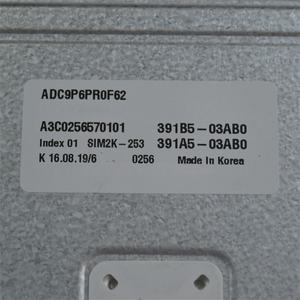 ADC9P6PR0F62
A3C0256570101 391B5-03AB0
Index 01 SIM2K-253 391A5-03AB0
K 16.08.19/6 0256 Made In Korea